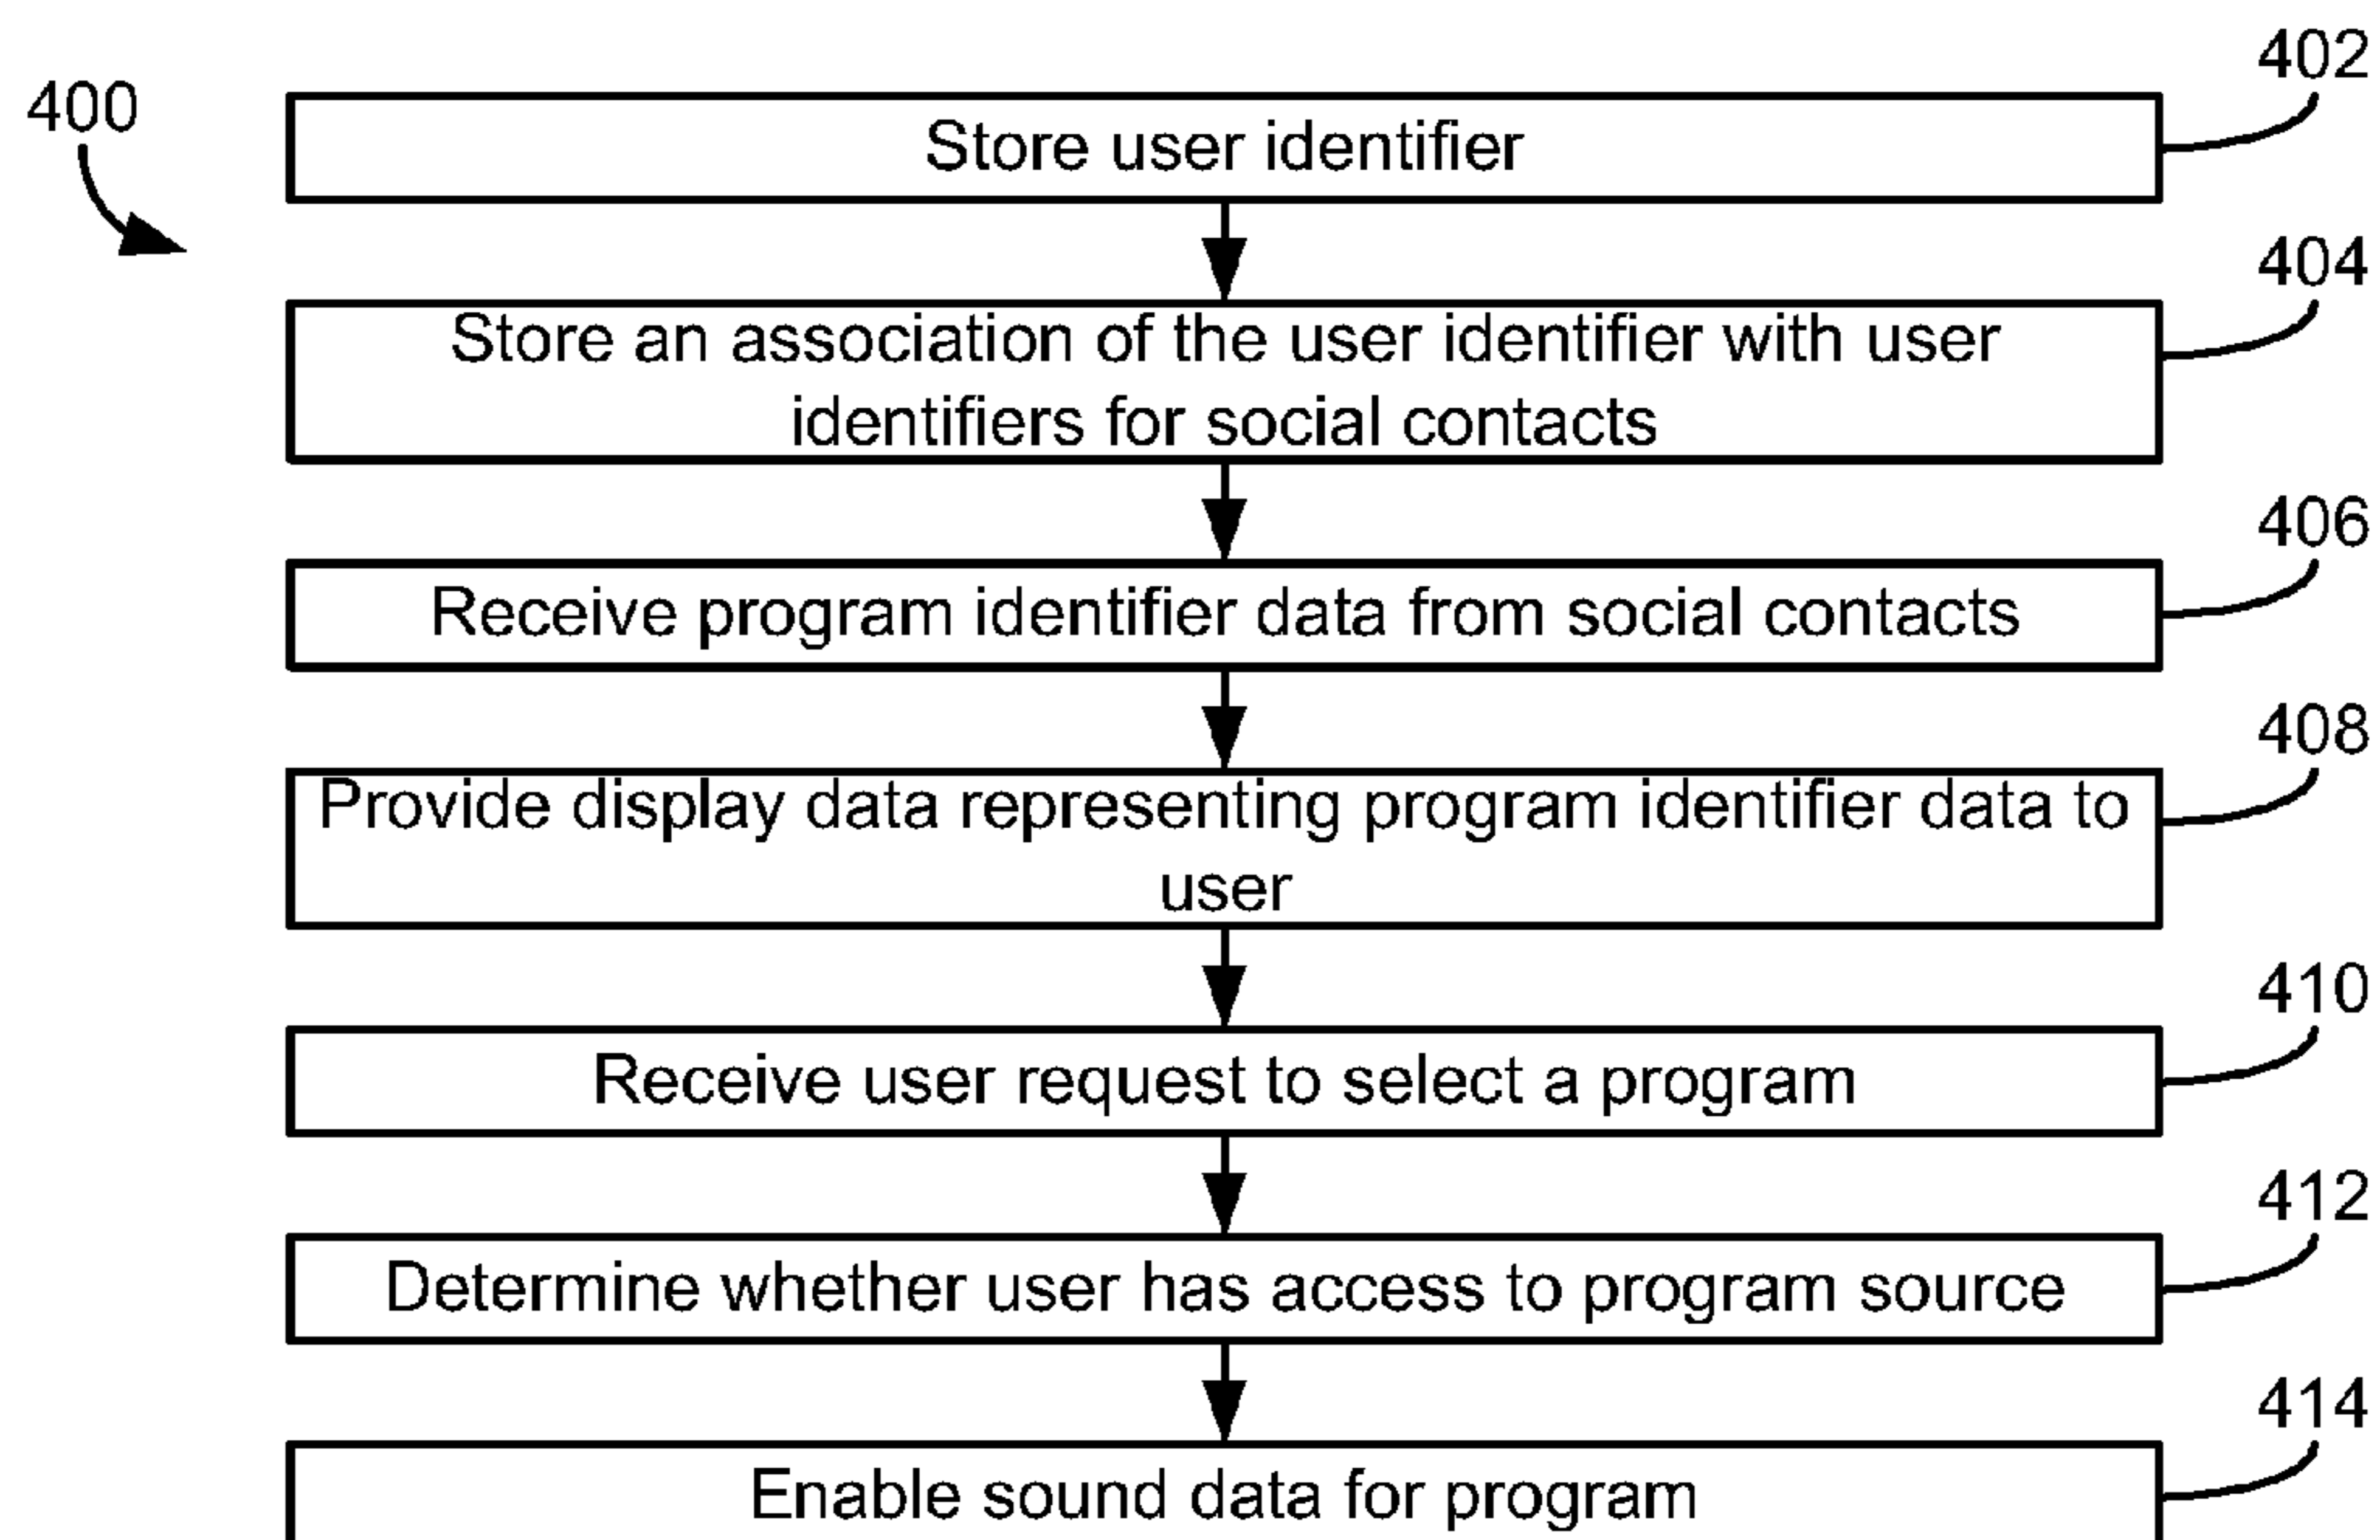 402
400
Store user identifier
404
Store an association of the user identifier with user
identifiers for social contacts
406
Receive program identifier data from social contacts
408
Provide display data representing program identifier data to
user
410
Receive user request to select a program
412
Determine whether user has access to program source
414
Enable sound data for program